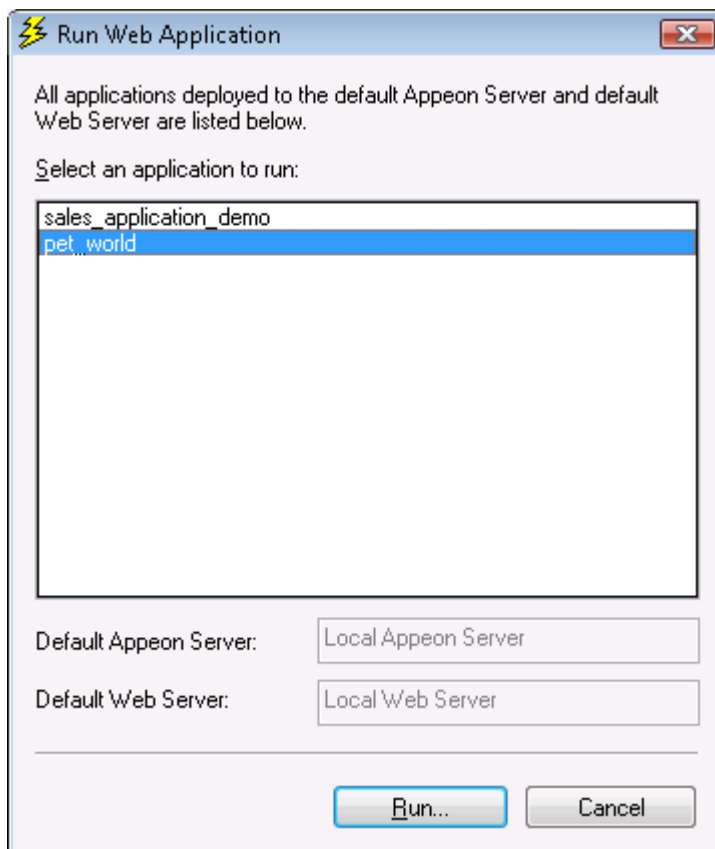 Run Web Application
All applications deployed to the default Appeon Server and default
Web Server are listed below.
Select an application to run:
sales_application_demo
pet_world
Default Appeon Server:
Local Appeon Server
Default Web Server:
Local Web Server
Run...
Cancel